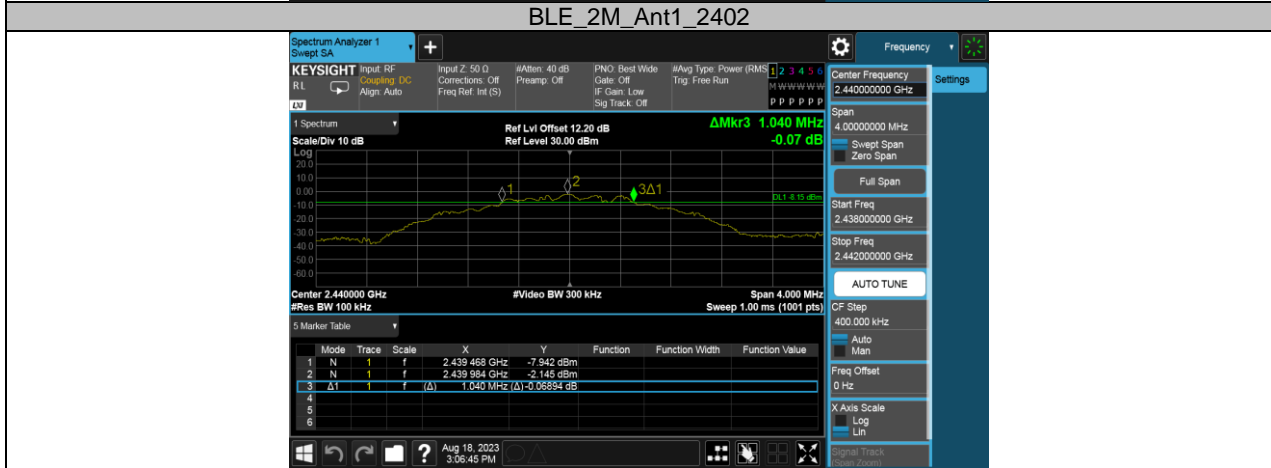 BLE_2M_Ant1_2402
Spectrum Analyzer 1
Swept SA
+
Frequency
KEYSIGHT
RL
LXI
Input: RF
Coupling: DC
Align: Auto
Input Z: 50 Ω
Corrections: Off
Freq Ref: Int (S)
#Atten: 40 dB
Preamp: Off
PNO: Best Wide
Gate: Off
IF Gain: Low
Sig Track: Off
#Avg Type: Power (RMS
Trig: Free Run
1 2 3 4 5 6
M W W W W W
P P P P P P
Center Frequency
2.440000000 GHz
Settings
1 Spectrum
Scale/Div 10 dB
Ref Lvl Offset 12.20 dB
Ref Level 30.00 dBm
ΔMkr3 1.040 MHz
-0.07 dB
Span
4.00000000 MHz
Swept Span
Zero Span
Full Span
Start Freq
2.438000000 GHz
Stop Freq
2.442000000 GHz
AUTO TUNE
CF Step
400.000 kHz
Auto
Man
Freq Offset
0 Hz
X Axis Scale
Log
Lin
Signal Track
(Span Zoom)
Log
20.0
10.0
0.00
-10.0
-20.0
-30.0
-40.0
-50.0
-60.0
1
2
3Δ1
DL1 -8.15 dBm
Center 2.440000 GHz
#Video BW 300 kHz
Span 4.000 MHz
#Res BW 100 kHz
Sweep 1.00 ms (1001 pts)
5 Marker Table
Mode Trace Scale X Y Function Function Width Function Value
1 N 1 f 2.439 468 GHz -7.942 dBm
2 N 1 f 2.439 984 GHz -2.145 dBm
3 Δ1 1 f (Δ) 1.040 MHz (Δ) -0.06894 dB
4
5
6
?
Aug 18, 2023
3:06:45 PM